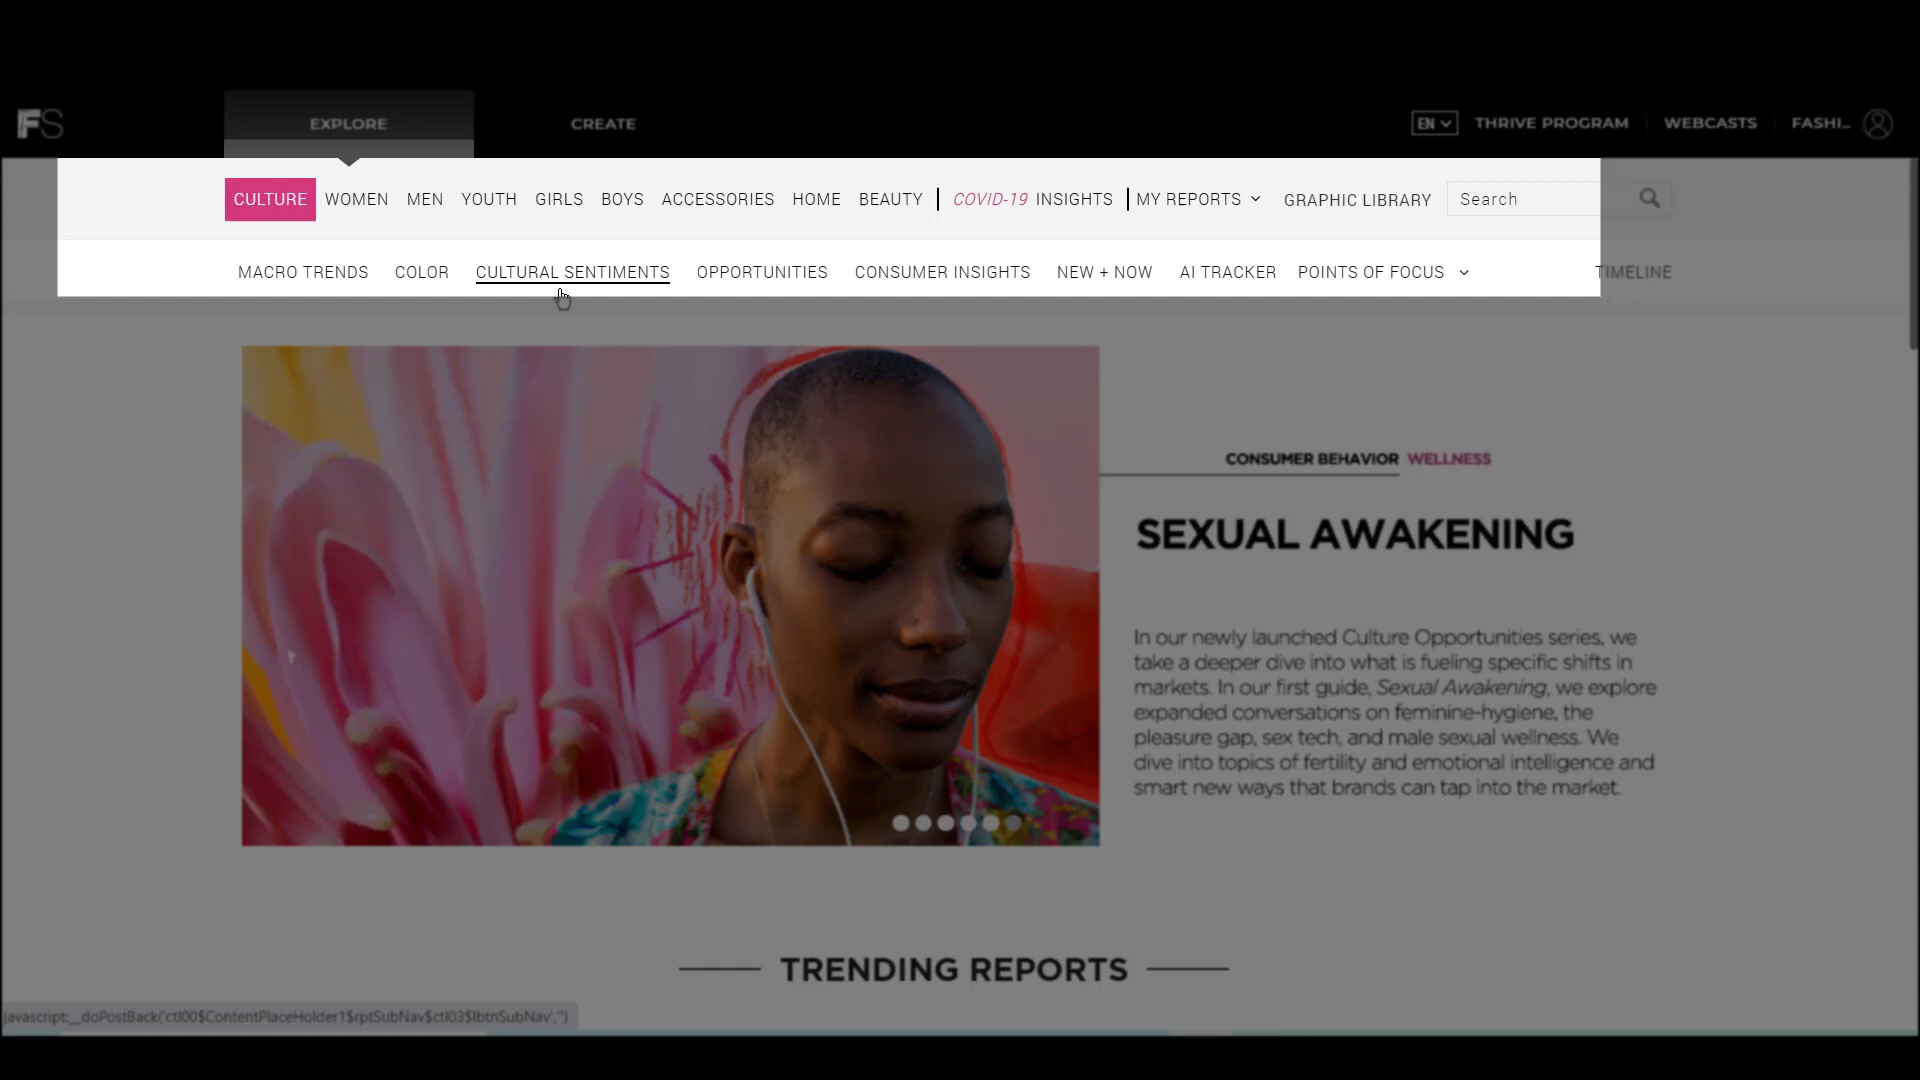 FS
EXPLORE
CREATE
EN
THRIVE PROGRAM
WEBCASTS
FASHI...
CULTURE
WOMEN
MEN
YOUTH
GIRLS
BOYS
ACCESSORIES
HOME
BEAUTY
COVID-19 INSIGHTS
MY REPORTS
GRAPHIC LIBRARY
Search
MACRO TRENDS
COLOR
CULTURAL SENTIMENTS
OPPORTUNITIES
CONSUMER INSIGHTS
NEW + NOW
AI TRACKER
POINTS OF FOCUS
TIMELINE
CONSUMER BEHAVIOR WELLNESS
SEXUAL AWAKENING
In our newly launched Culture Opportunities series, we
take a deeper dive into what is fueling specific shifts in
markets. In our first guide, Sexual Awakening, we explore
expanded conversations on feminine-hygiene, the
pleasure gap, sex tech, and male sexual wellness. We
dive into topics of fertility and emotional intelligence and
smart new ways that brands can tap into the market.
TRENDING REPORTS
javascript:__doPostBack('ctl00$ContentPlaceHolder1$rptSubNav$ctl03$lbtnSubNav','')